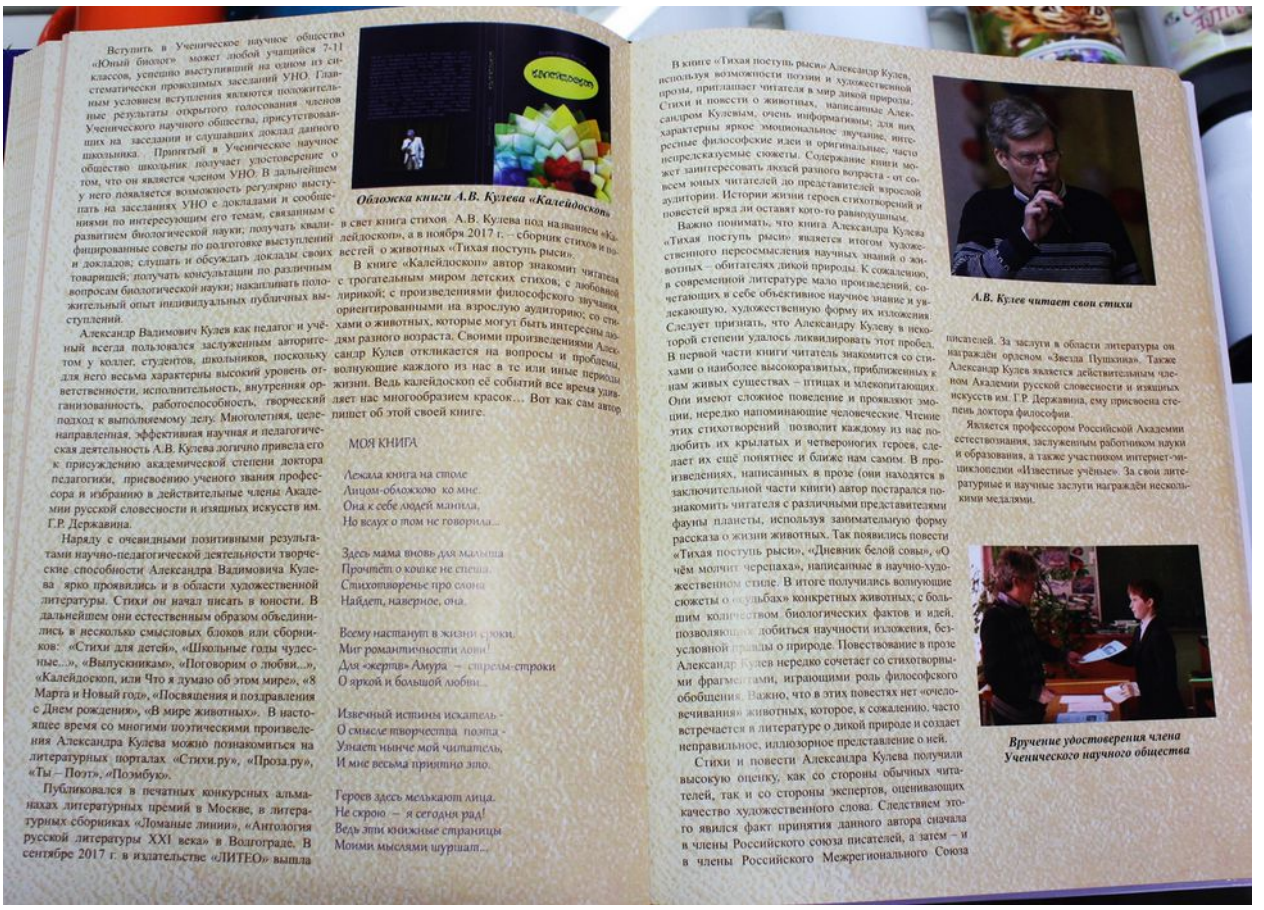 Вступить в Ученическое научное общество
«Юный биолог» может любой учащийся 7-11
классов, успешно выступивший на одном из си-
стематически проводимых заседаний УНО. Глав-
ным условием вступления являются положитель-
ные результаты открытого голосования членов
Ученического научного общества, присутствовав-
ших на заседании и слушавших доклад данного
школьника. Принятый в Ученическое научное
общество школьник получает удостоверение о
том, что он является членом УНО. В дальнейшем
у него появляется возможность регулярно высту-
пать на заседаниях УНО с докладами и сообще-
ниями по интересующим его темам, связанным с
развитием биологической науки; получать квали-
фицированные советы по подготовке выступлений
и докладов; слушать и обсуждать доклады своих
товарищей; получать консультации по различным
вопросам биологической науки; накапливать поло-
жительный опыт индивидуальных публичных вы-
ступлений.
Александр Вадимович Кулев как педагог и учё-
ный всегда пользовался заслуженным авторите-
том у коллег, студентов, школьников, поскольку
для него весьма характерны высокий уровень от-
ветственности, исполнительность, внутренняя ор-
ганизованность, работоспособность, творческий
подход к выполняемому делу. Многолетняя, целе-
направленная, эффективная научная и педагогиче-
ская деятельность А.В. Кулева логично привела его
к присуждению академической степени доктора
педагогики, присвоению ученого звания профес-
сора и избранию в действительные члены Акаде-
мии русской словесности и изящных искусств им.
Г.Р. Державина.
Наряду с очевидными позитивными результа-
тами научно-педагогической деятельности творче-
ские способности Александра Вадимовича Куле-
ва ярко проявились и в области художественной
литературы. Стихи он начал писать в юности. В
дальнейшем они естественным образом объедини-
лись в несколько смысловых блоков или сборни-
ков: «Стихи для детей», «Школьные годы чудес-
ные...», «Выпускникам», «Поговорим о любви...»,
«Калейдоскоп, или Что я думаю об этом мире», «8
Марта и Новый год», «Посвящения и поздравления
с Днем рождения», «В мире животных». В насто-
ящее время со многими поэтическими произведе-
ния Александра Кулева можно познакомиться на
литературных порталах «Стихи.ру», «Проза.ру»,
«Ты – Поэт», «Поэмбук».
Публиковался в печатных конкурсных альма-
нахах литературных премий в Москве, в литера-
турных сборниках «Ломаные линии», «Антология
русской литературы XXI века» в Волгограде. В
сентябре 2017 г. в издательстве «ЛИТЕО» вышла
КАЛЕЙДОСКОП
Обложка книги А.В. Кулева «Калейдоскоп»
в свет книга стихов А.В. Кулева под названием «Ка-
лейдоскоп», а в ноября 2017 г. – сборник стихов и по-
вестей о животных «Тихая поступь рыси».
В книге «Калейдоскоп» автор знакомит читателя
с трогательным миром детских стихов; с любовной
лирикой; с произведениями философского звучания,
ориентированными на взрослую аудиторию; со сти-
хами о животных, которые могут быть интересны лю-
дям разного возраста. Своими произведениями Алек-
сандр Кулев откликается на вопросы и проблемы,
волнующие каждого из нас в те или иные периоды
жизни. Ведь калейдоскоп её событий все время удив-
ляет нас многообразием красок… Вот как сам автор
пишет об этой своей книге.
МОЯ КНИГА
Лежала книга на столе
Лицом-обложкою ко мне.
Она к себе людей манила,
Но вслух о том не говорила...
Здесь мама вновь для малыша
Прочтёт о кошке не спеша.
Стихотворенье про слона
Найдет, наверное, она.
Всему настанут в жизни сроки.
Миг романтичности лови!
Для «жертв» Амура – стрелы-строки
О яркой и большой любви...
Извечный истины искатель -
О смысле творчества поэта -
Узнает нынче мой читатель,
И мне весьма приятно это.
Героев здесь мелькают лица.
Не скрою – я сегодня рад!
Ведь эти книжные страницы
Моими мыслями шуршат...
В книге «Тихая поступь рыси» Александр Кулев,
используя возможности поэзии и художественной
прозы, приглашает читателя в мир дикой природы.
Стихи и повести о животных, написанные Алек-
сандром Кулевым, очень информативны; для них
характерны яркое эмоциональное звучание, инте-
ресные философские идеи и оригинальные, часто
непредсказуемые сюжеты. Содержание книги мо-
жет заинтересовать людей разного возраста - от со-
всем юных читателей до представителей взрослой
аудитории. Истории жизни героев стихотворений и
повестей вряд ли оставят кого-то равнодушным.
Важно понимать, что книга Александра Кулева
«Тихая поступь рыси» является итогом художе-
ственного переосмысления научных знаний о жи-
вотных – обитателях дикой природы. К сожалению,
в современной литературе мало произведений, со-
четающих в себе объективное научное знание и ув-
лекающую, художественную форму их изложения
Следует признать, что Александру Кулеву в неко-
торой степени удалось ликвидировать этот пробел.
В первой части книги читатель знакомится со сти-
хами о наиболее высокоразвитых, приближенных к
нам живых существах – птицах и млекопитающих.
Они имеют сложное поведение и проявляют эмо-
ции, нередко напоминающие человеческие. Чтение
этих стихотворений позволит каждому из нас по-
любить их крылатых и четвероногих героев, сде-
лает их ещё понятнее и ближе нам самим. В про-
изведениях, написанных в прозе (они находятся в
заключительной части книги) автор постарался по-
знакомить читателя с различными представителями
фауны планеты, используя занимательную форму
рассказа о жизни животных. Так появились повести
«Тихая поступь рыси», «Дневник белой совы», «О
чём молчит черепаха», написанные в научно-худо-
жественном стиле. В итоге получились волнующие
сюжеты о «судьбах» конкретных животных; с боль-
шим количеством биологических фактов и идей,
позволяющих добиться научности изложения, без-
условной правды о природе. Повествование в прозе
Александр Кулев нередко сочетает со стихотворны-
ми фрагментами, играющими роль философского
обобщения. Важно, что в этих повестях нет «очело-
вечивания» животных, которое, к сожалению, часто
встречается в литературе о дикой природе и создает
неправильное, иллюзорное представление о ней.
Стихи и повести Александра Кулева получили
высокую оценку, как со стороны обычных чита-
телей, так и со стороны экспертов, оценивающих
качество художественного слова. Следствием это-
го явился факт принятия данного автора сначала
в члены Российского союза писателей, а затем – и
в члены Российского Межрегионального Союза
А.В. Кулев читает свои стихи
писателей. За заслуги в области литературы он
награждён орденом «Звезда Пушкина». Также
Александр Кулев является действительным чле-
ном Академии русской словесности и изящных
искусств им. Г.Р. Державина, ему присвоена сте-
пень доктора философии.
Является профессором Российской Академии
естествознания, заслуженным работником науки
и образования, а также участником интернет-эн-
циклопедии «Известные учёные». За свои лите-
ратурные и научные заслуги награждён несколь-
кими медалями.
Вручение удостоверения члена
Ученического научного общества